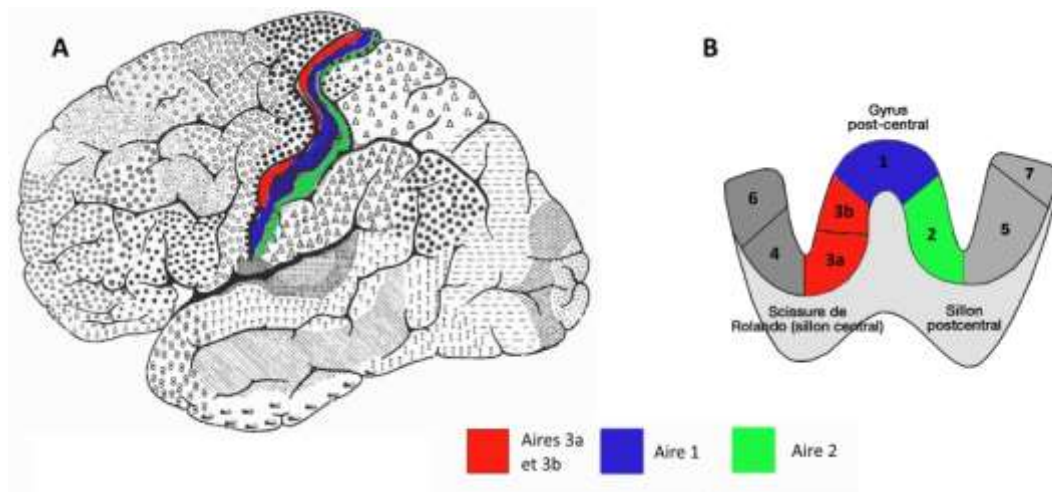 A
B
Gyrus
post-central
1
7
6
3b
2
5
4
3a
Scissure de
Rolando (sillon central)
Sillon
postcentral
Aires 3a
et 3b
Aire 1
Aire 2